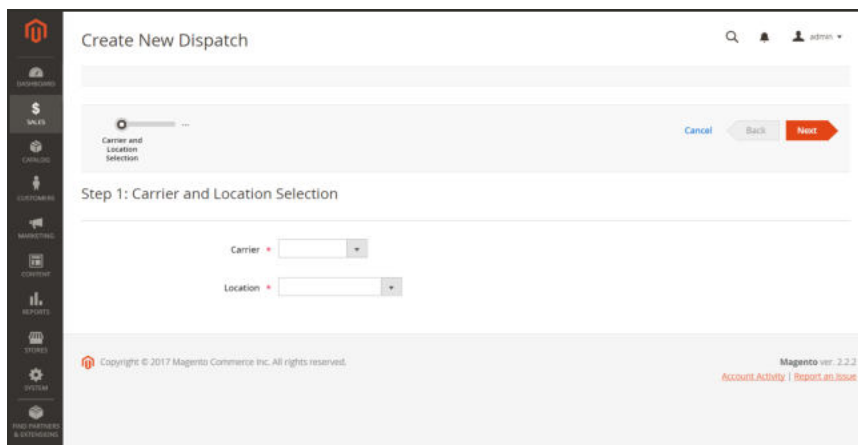 Create New Dispatch
admin
DASHBOARD
$
SALES
CATALOG
CUSTOMERS
MARKETING
CONTENT
REPORTS
STORES
SYSTEM
FIND PARTNERS
& EXTENSIONS
...
Carrier and
Location
Selection
Cancel
Back
Next
Step 1: Carrier and Location Selection
Carrier *
Location *
Copyright © 2017 Magento Commerce Inc. All rights reserved.
Magento ver. 2.2.2
Account Activity | Report an Issue